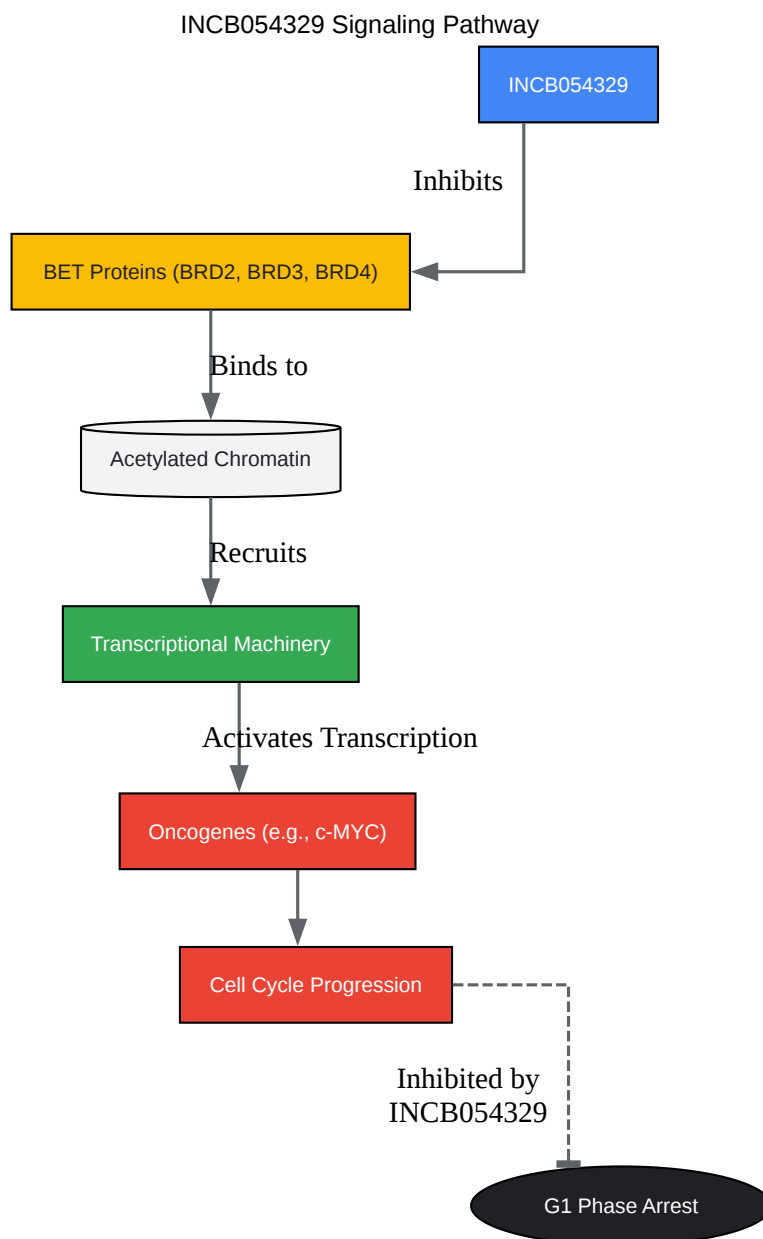 INCB054329 Signaling Pathway
INCB054329
Inhibits
BET Proteins (BRD2, BRD3, BRD4)
Binds to
Acetylated Chromatin
Recruits
Transcriptional Machinery
Activates Transcription
Oncogenes (e.g., c-MYC)
Cell Cycle Progression
Inhibited by
INCB054329
G1 Phase Arrest